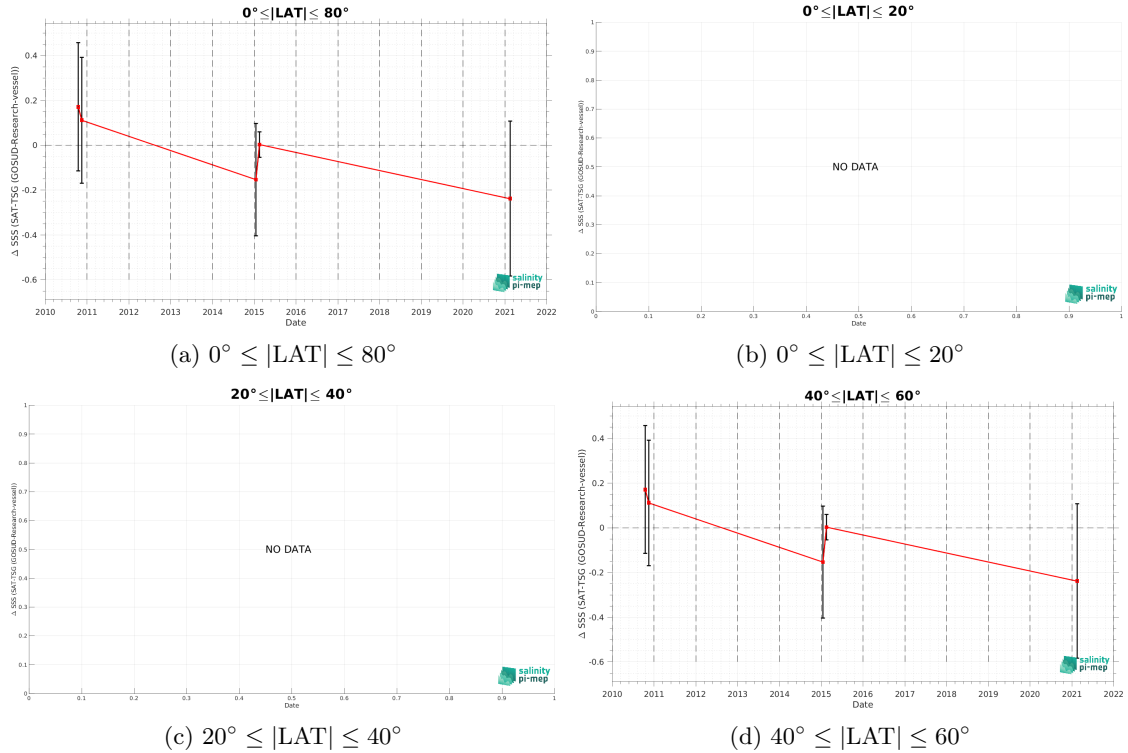 0°≤|LAT|≤ 80°
Δ SSS (SAT-TSG (GOSUD-Research-vessel))
0.4
0.2
0
-0.2
-0.4
-0.6
2010 2011 2012 2013 2014 2015 2016 2017 2018 2019 2020 2021 2022
Date
salinity
pi-mep
(a) 0° ≤ |LAT| ≤ 80°
0°≤|LAT|≤ 20°
Δ SSS (SAT-TSG (GOSUD-Research-vessel))
1
0.9
0.8
0.7
0.6
0.5
0.4
0.3
0.2
0.1
0
NO DATA
0 0.1 0.2 0.3 0.4 0.5 0.6 0.7 0.8 0.9 1
Date
salinity
pi-mep
(b) 0° ≤ |LAT| ≤ 20°
20°≤|LAT|≤ 40°
Δ SSS (SAT-TSG (GOSUD-Research-vessel))
1
0.9
0.8
0.7
0.6
0.5
0.4
0.3
0.2
0.1
0
NO DATA
0 0.1 0.2 0.3 0.4 0.5 0.6 0.7 0.8 0.9 1
Date
salinity
pi-mep
(c) 20° ≤ |LAT| ≤ 40°
40°≤|LAT|≤ 60°
Δ SSS (SAT-TSG (GOSUD-Research-vessel))
0.4
0.2
0
-0.2
-0.4
-0.6
2010 2011 2012 2013 2014 2015 2016 2017 2018 2019 2020 2021 2022
Date
salinity
pi-mep
(d) 40° ≤ |LAT| ≤ 60°